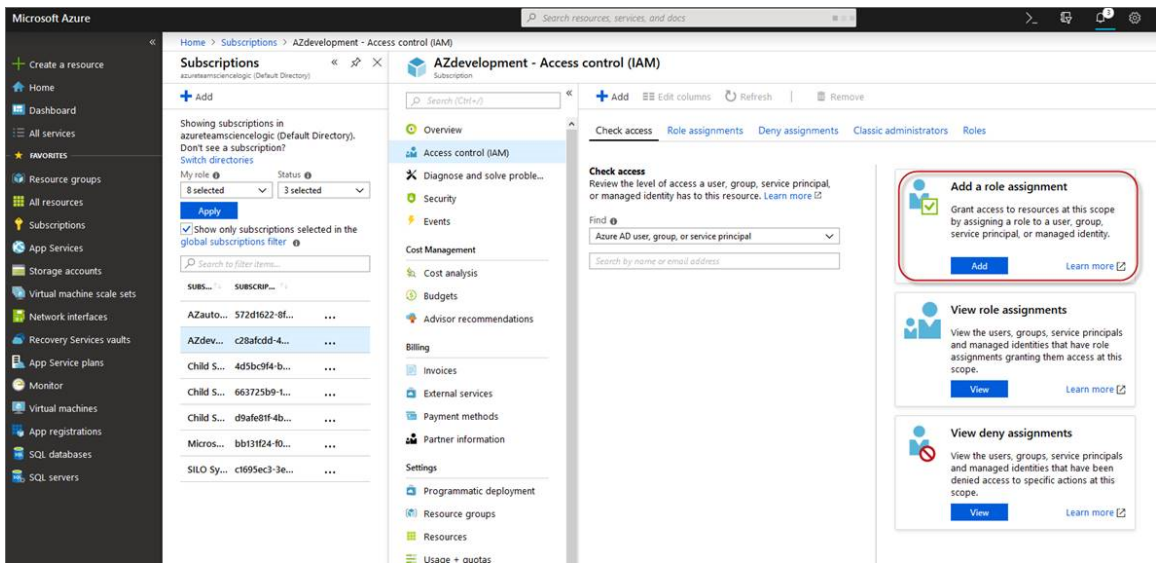 Microsoft Azure
Search resources, services, and docs
Home > Subscriptions > AZdevelopment - Access control (IAM)
Create a resource
Home
Dashboard
All services
FAVORITES
Resource groups
All resources
Subscriptions
App Services
Storage accounts
Virtual machine scale sets
Network interfaces
Recovery Services vaults
App Service plans
Monitor
Virtual machines
App registrations
SQL databases
SQL servers
Subscriptions
azureteamsciencelogic (Default Directory)
Add
Showing subscriptions in
azureteamsciencelogic (Default Directory).
Don't see a subscription?
Switch directories
My role Status
8 selected 3 selected
Apply
Show only subscriptions selected in the
global subscriptions filter
Search to filter items...
SUBS... SUBSCRIP...
AZauto... 572d1622-8f... ...
AZdev... c28afcdd-4... ...
Child S... 4d5bc9f4-b... ...
Child S... 663725b9-1... ...
Child S... d9afe81f-4b... ...
Micros... bb131f24-f0... ...
SILO Sy... c1695ec3-3e... ...
AZdevelopment - Access control (IAM)
Subscription
Search (Ctrl+/)
Overview
Access control (IAM)
Diagnose and solve proble...
Security
Events
Cost Management
Cost analysis
Budgets
Advisor recommendations
Billing
Invoices
External services
Payment methods
Partner information
Settings
Programmatic deployment
Resource groups
Resources
Usage + quotas
Add Edit columns Refresh Remove
Check access Role assignments Deny assignments Classic administrators Roles
Check access
Review the level of access a user, group, service principal,
or managed identity has to this resource. Learn more
Find
Azure AD user, group, or service principal
Search by name or email address
Add a role assignment
Grant access to resources at this scope
by assigning a role to a user, group,
service principal, or managed identity.
Add Learn more
View role assignments
View the users, groups, service principals
and managed identities that have role
assignments granting them access at this
scope.
View Learn more
View deny assignments
View the users, groups, service principals
and managed identities that have been
denied access to specific actions at this
scope.
View Learn more